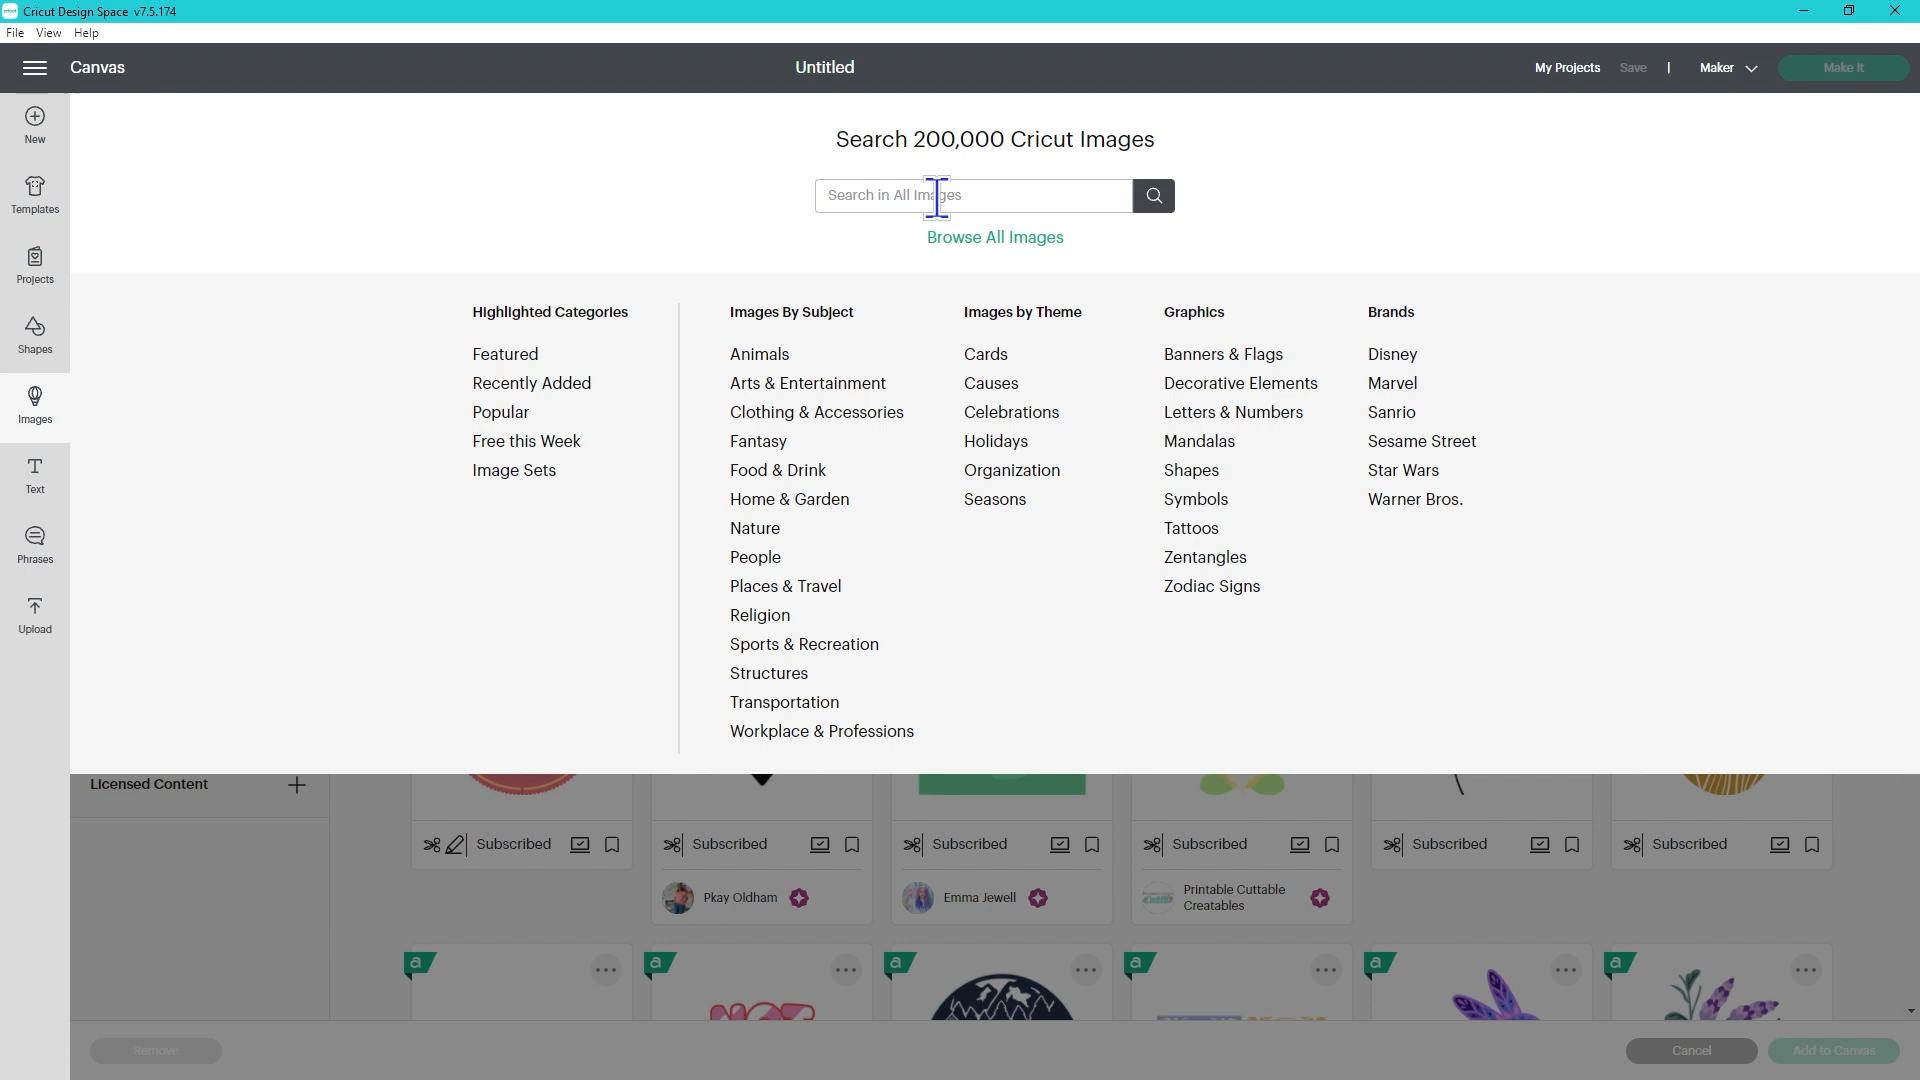 cricut Cricut Design Space v7.5.174
File View Help
Canvas
Untitled
My Projects Save | Maker Make It
New
Templates
Projects
Shapes
Images
Text
Phrases
Upload
Search 200,000 Cricut Images
Search in All Images
Browse All Images
Highlighted Categories
Featured
Recently Added
Popular
Free this Week
Image Sets
Images By Subject
Animals
Arts & Entertainment
Clothing & Accessories
Fantasy
Food & Drink
Home & Garden
Nature
People
Places & Travel
Religion
Sports & Recreation
Structures
Transportation
Workplace & Professions
Images by Theme
Cards
Causes
Celebrations
Holidays
Organization
Seasons
Graphics
Banners & Flags
Decorative Elements
Letters & Numbers
Mandalas
Shapes
Symbols
Tattoos
Zentangles
Zodiac Signs
Brands
Disney
Marvel
Sanrio
Sesame Street
Star Wars
Warner Bros.
Licensed Content
Subscribed Subscribed Subscribed Subscribed Subscribed Subscribed
Pkay Oldham
Emma Jewell
Printable Cuttable
Creatables
a a a a a a
Remove
Cancel Add to Canvas